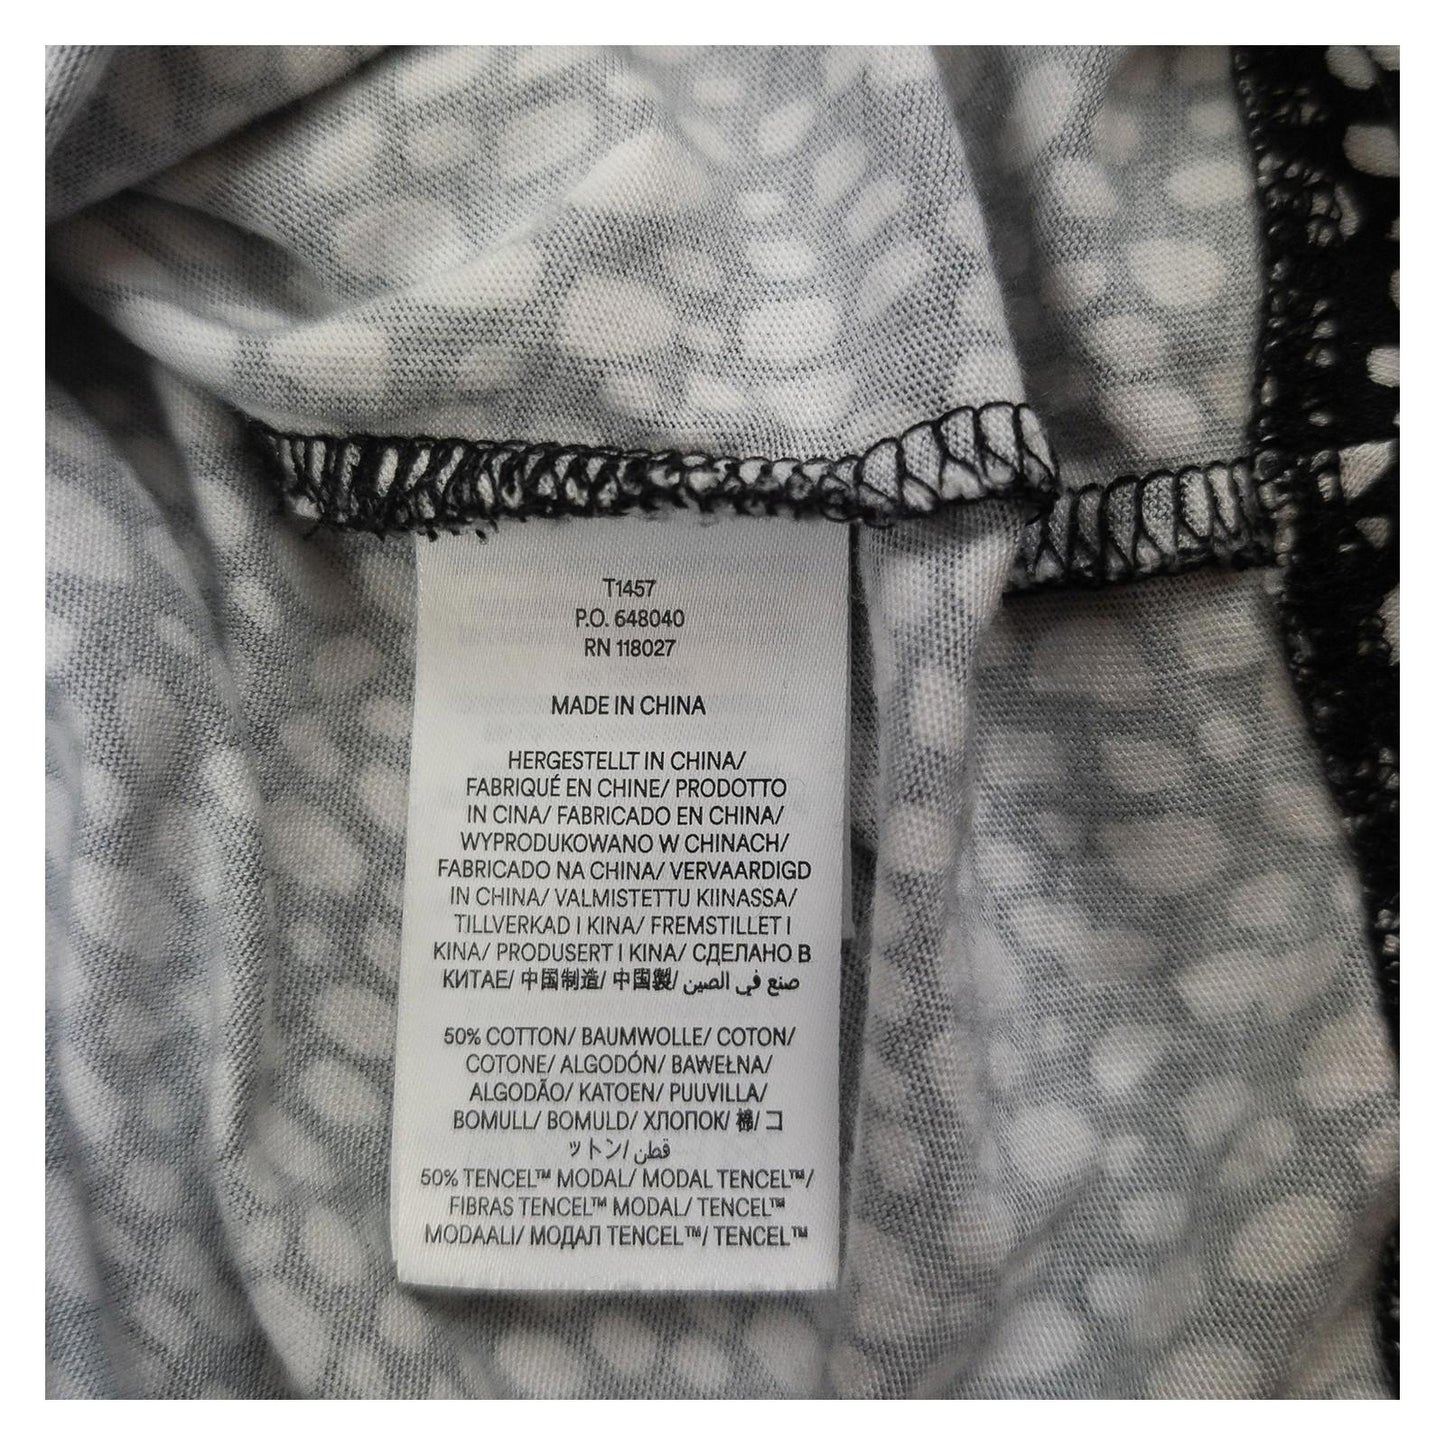 T1457
P.O. 648040
RN 118027
MADE IN CHINA
HERGESTELLT IN CHINA/
FABRIQUÉ EN CHINE/ PRODOTTO
IN CINA/ FABRICADO EN CHINA/
WYPRODUKOWANO W CHINACH/
FABRICADO NA CHINA/ VERVAARDIGD
IN CHINA/ VALMISTETTU KIINASSA/
TILLVERKAD I KINA/ FREMSTILLET I
KINA/ PRODUSERT I KINA/ СДЕЛАНО В
КИТАЕ/ 中国制造/ 中国製/ صنع في الصين
50% COTTON/ BAUMWOLLE/ COTON/
COTONE/ ALGODÓN/ BAWEŁNA/
ALGODÃO/ KATOEN/ PUUVILLA/
BOMULL/ BOMULD/ ХЛОПОК/ 棉/ コ
ットン/ قطن
50% TENCEL™ MODAL/ MODAL TENCEL™/
FIBRAS TENCEL™ MODAL/ TENCEL™
MODAALI/ МОДАЛ TENCEL™/ TENCEL™